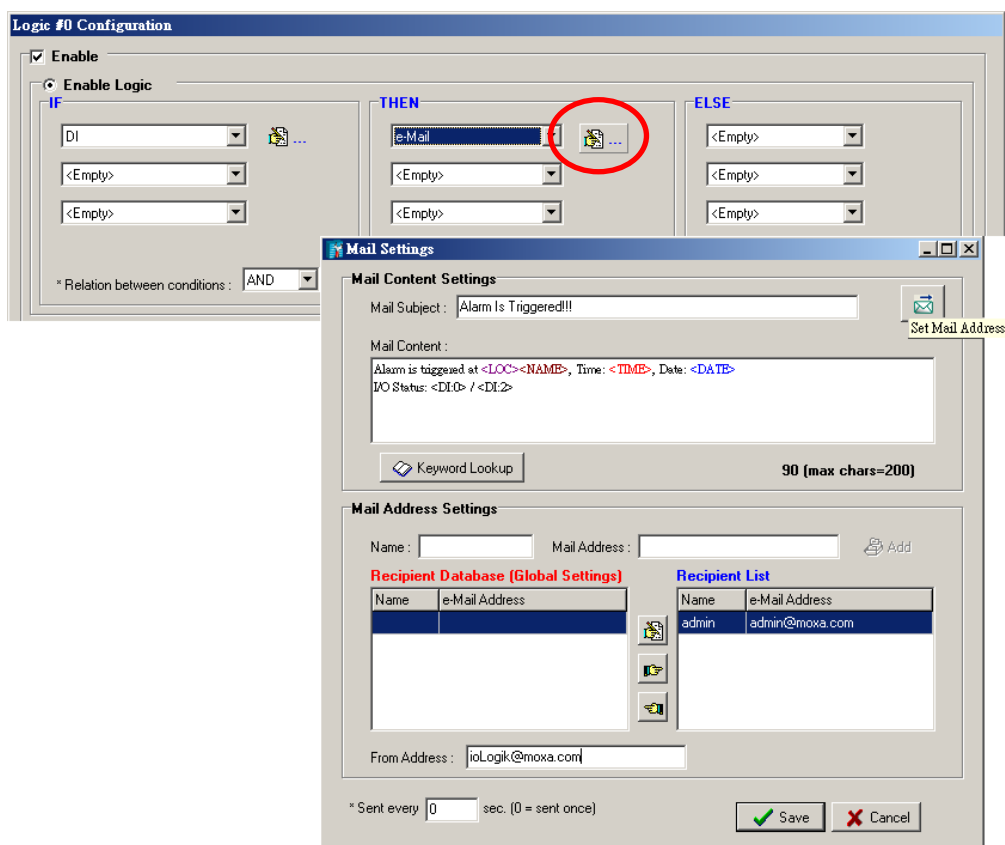 Logic #0 Configuration
Enable
Enable Logic
IF
THEN
ELSE
DI
...
e-Mail
...
<Empty>
<Empty>
<Empty>
<Empty>
<Empty>
<Empty>
<Empty>
* Relation between conditions : AND
Mail Settings
Mail Content Settings
Mail Subject : Alarm Is Triggered!!!
Set Mail Address
Mail Content :
Alarm is triggered at <LOC><NAME>, Time: <TIME>, Date: <DATE>
I/O Status: <DI:0> / <DI:2>
Keyword Lookup
90 (max chars=200)
Mail Address Settings
Name :
Mail Address :
Add
Recipient Database (Global Settings)
Recipient List
Name e-Mail Address
Name e-Mail Address
admin admin@moxa.com
From Address : ioLogik@moxa.com
* Sent every 0 sec. (0 = sent once)
Save
Cancel